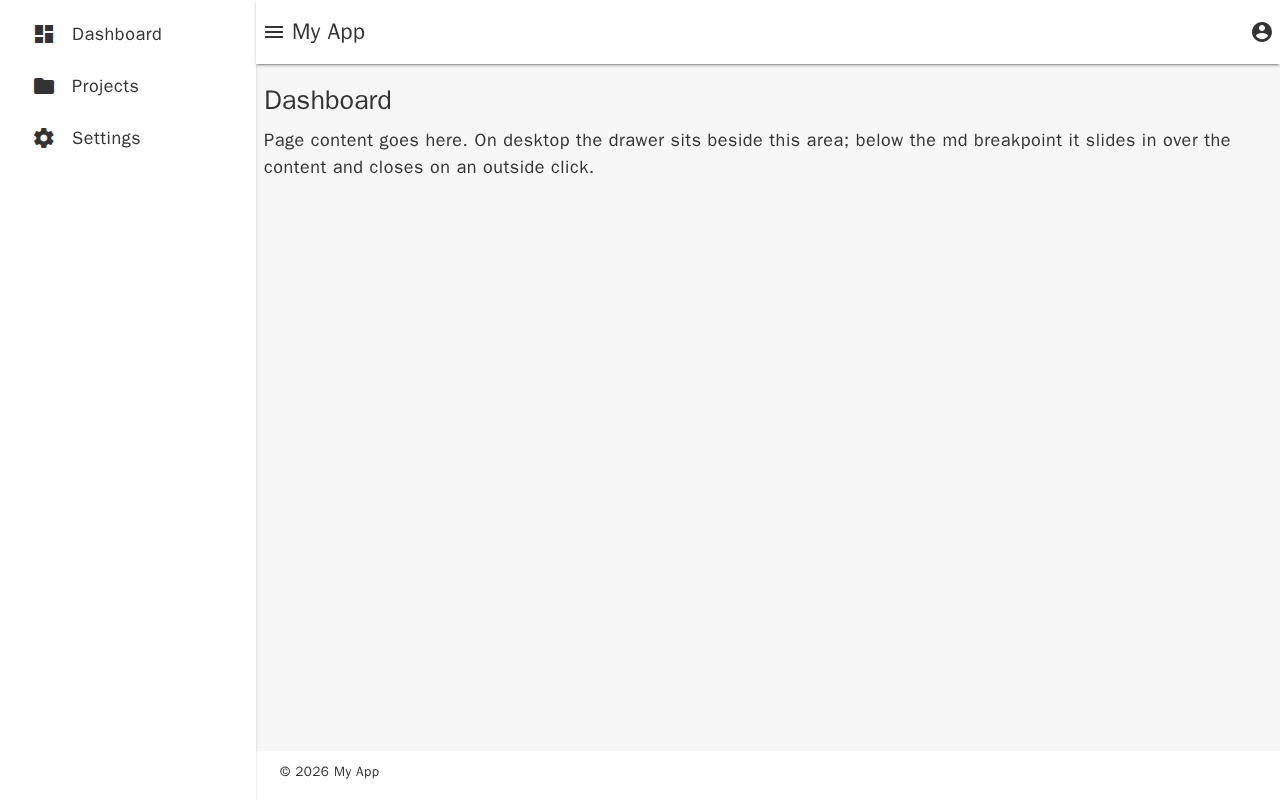 Dashboard
Projects
Settings
My App
Dashboard
Page content goes here. On desktop the drawer sits beside this area; below the md breakpoint it slides in over the
content and closes on an outside click.
© 2026 My App